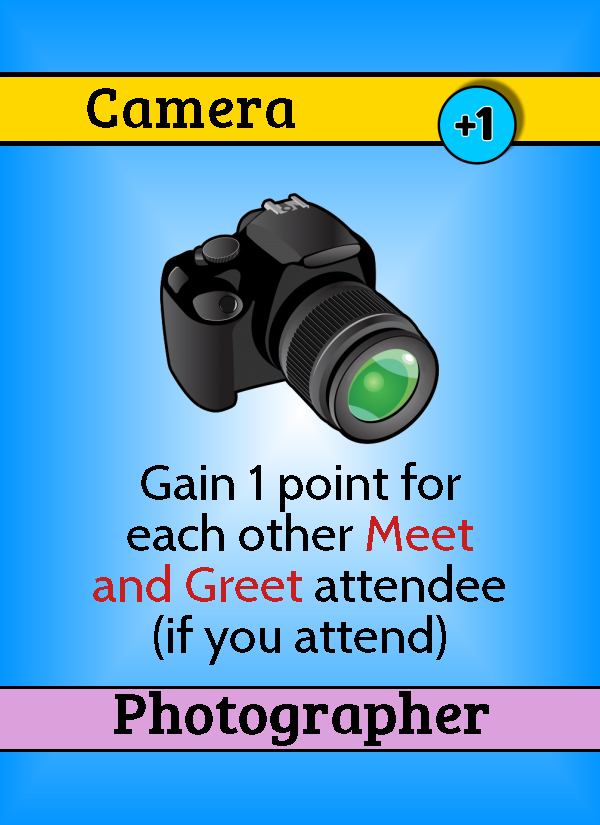 Camera
+1
Gain 1 point for
each other Meet
and Greet attendee
(if you attend)
Photographer